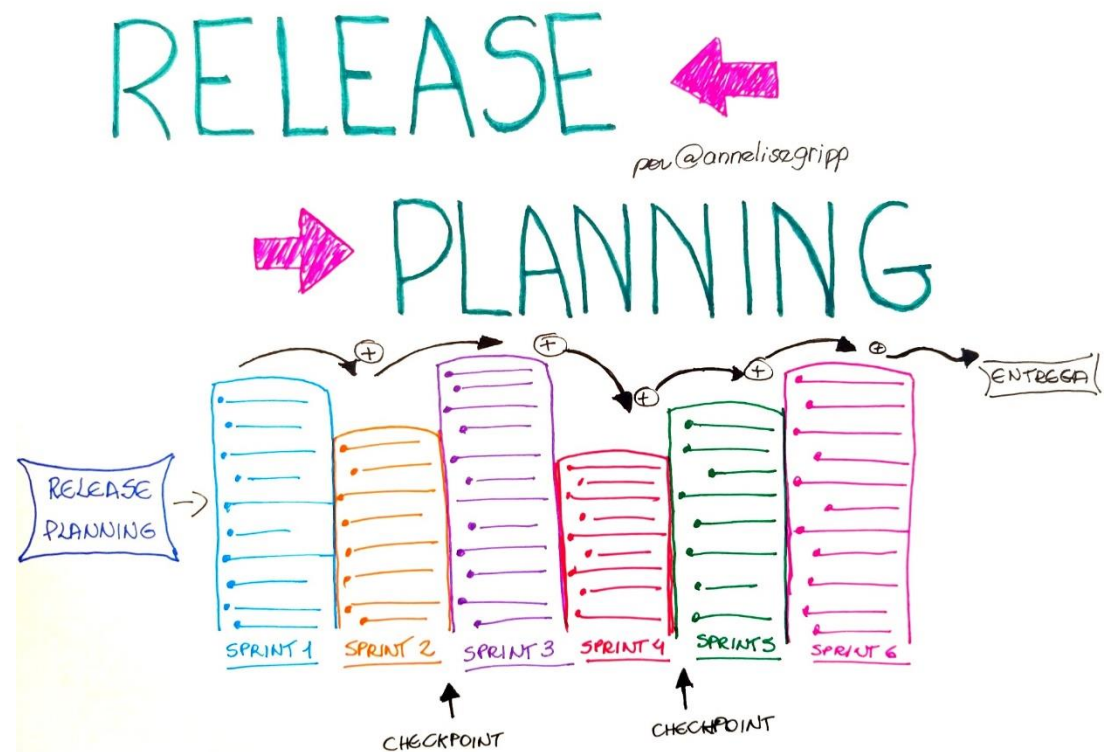 RELEASE
por @annelisegripp
PLANNING
+
+
+
+
+
ENTREGA
RELEASE
PLANNING
SPRINT 1
SPRINT 2
SPRINT 3
SPRINT 4
SPRINT 5
SPRINT 6
CHECKPOINT
CHECKPOINT